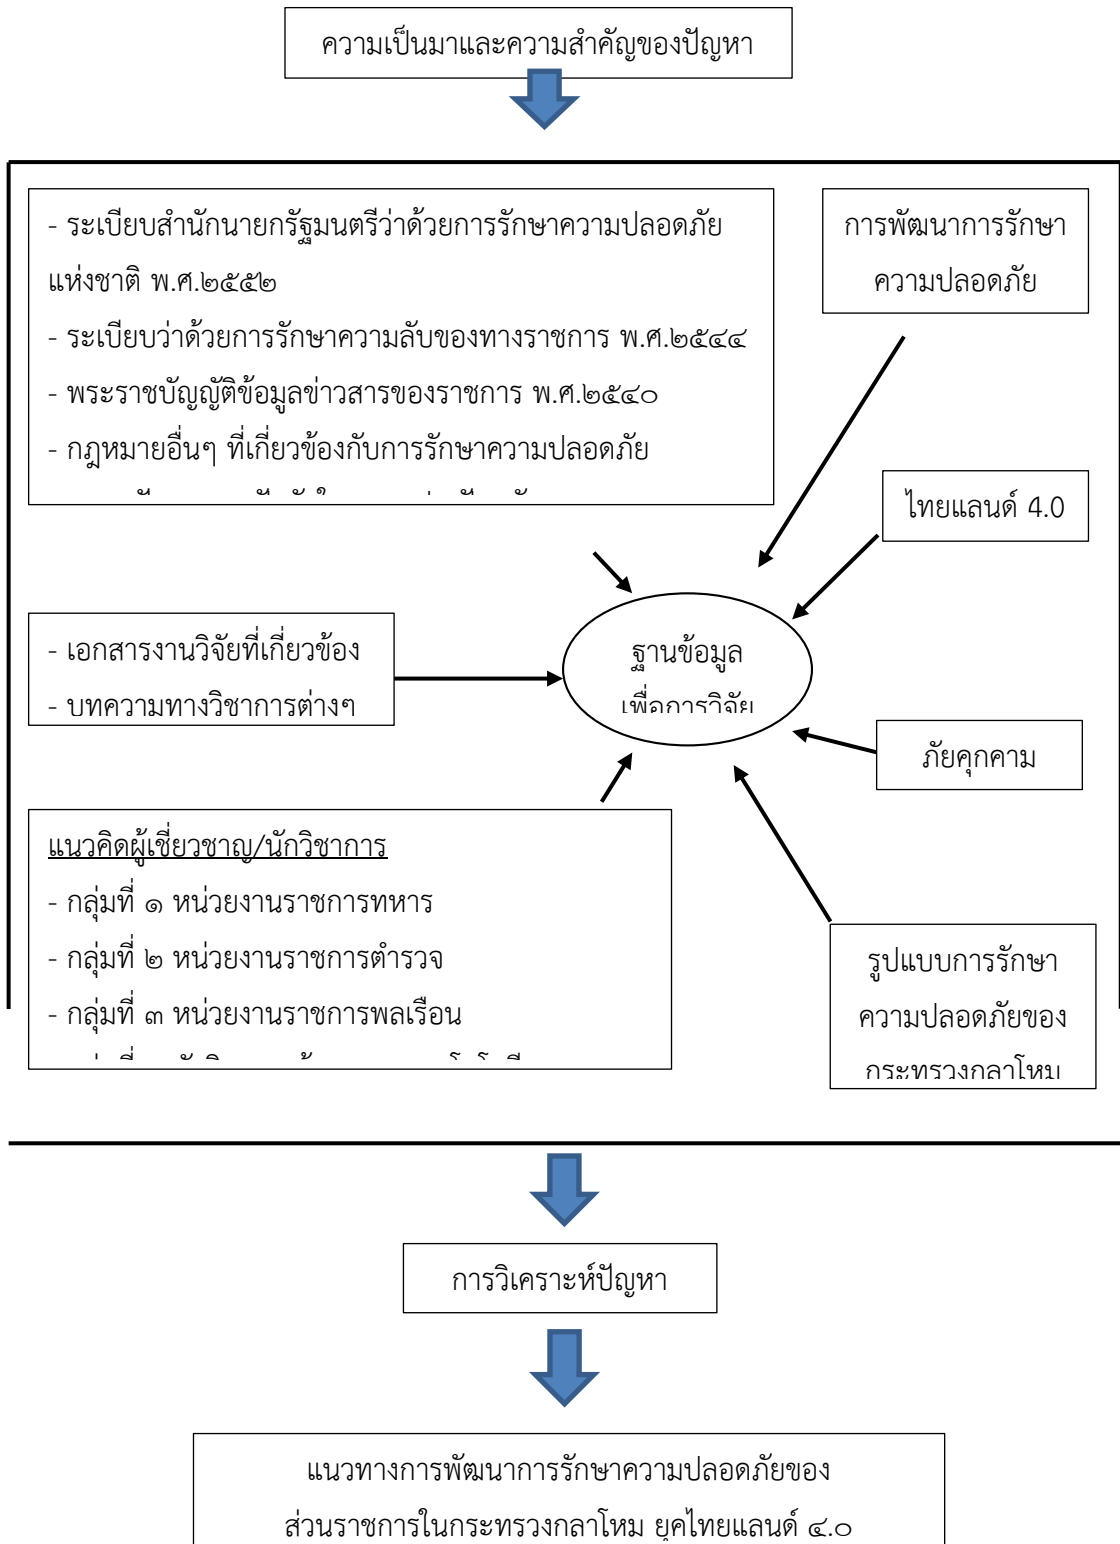 ความเป็นมาและความสำคัญของปัญหา
- ระเบียบสำนักนายกรัฐมนตรีว่าด้วยการรักษาความปลอดภัย
แห่งชาติ พ.ศ.๒๕๕๒
- ระเบียบว่าด้วยการรักษาความลับของทางราชการ พ.ศ.๒๕๔๔
- พระราชบัญญัติข้อมูลข่าวสารของราชการ พ.ศ.๒๕๔๐
- กฎหมายอื่นๆ ที่เกี่ยวข้องกับการรักษาความปลอดภัย
การพัฒนาการรักษา
ความปลอดภัย
ไทยแลนด์ 4.0
- เอกสารงานวิจัยที่เกี่ยวข้อง
- บทความทางวิชาการต่างๆ
ฐานข้อมูล
เพื่อการวิจัย
ภัยคุกคาม
แนวคิดผู้เชี่ยวชาญ/นักวิชาการ
- กลุ่มที่ ๑ หน่วยงานราชการทหาร
- กลุ่มที่ ๒ หน่วยงานราชการตำรวจ
- กลุ่มที่ ๓ หน่วยงานราชการพลเรือน
รูปแบบการรักษา
ความปลอดภัยของ
กระทรวงกลาโหม
การวิเคราะห์ปัญหา
แนวทางการพัฒนาการรักษาความปลอดภัยของ
ส่วนราชการในกระทรวงกลาโหม ยุคไทยแลนด์ ๔.๐